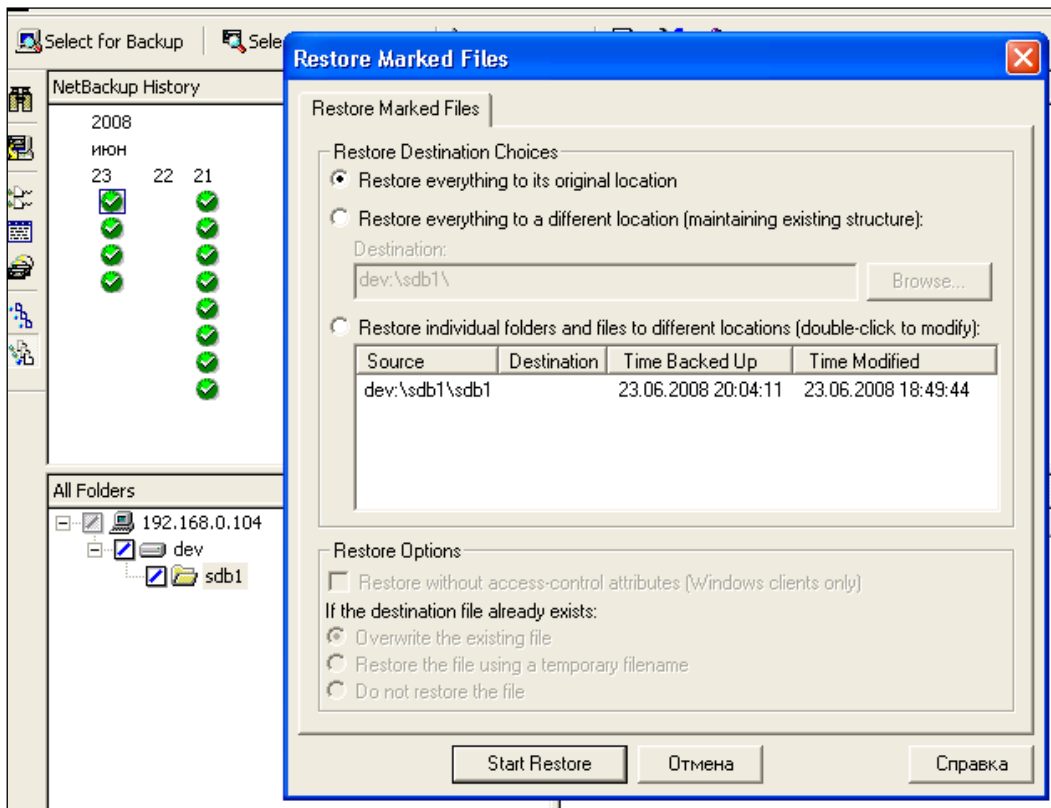 Select for Backup
Sele
NetBackup History
2008
июн
23 22 21
All Folders
192.168.0.104
dev
sdb1
Restore Marked Files
Restore Marked Files
Restore Destination Choices
Restore everything to its original location
Restore everything to a different location (maintaining existing structure):
Destination:
dev:\sdb1\
Browse...
Restore individual folders and files to different locations (double-click to modify):
Source Destination Time Backed Up Time Modified
dev:\sdb1\sdb1 23.06.2008 20:04:11 23.06.2008 18:49:44
Restore Options
Restore without access-control attributes (Windows clients only)
If the destination file already exists:
Overwrite the existing file
Restore the file using a temporary filename
Do not restore the file
Start Restore Отмена Справка